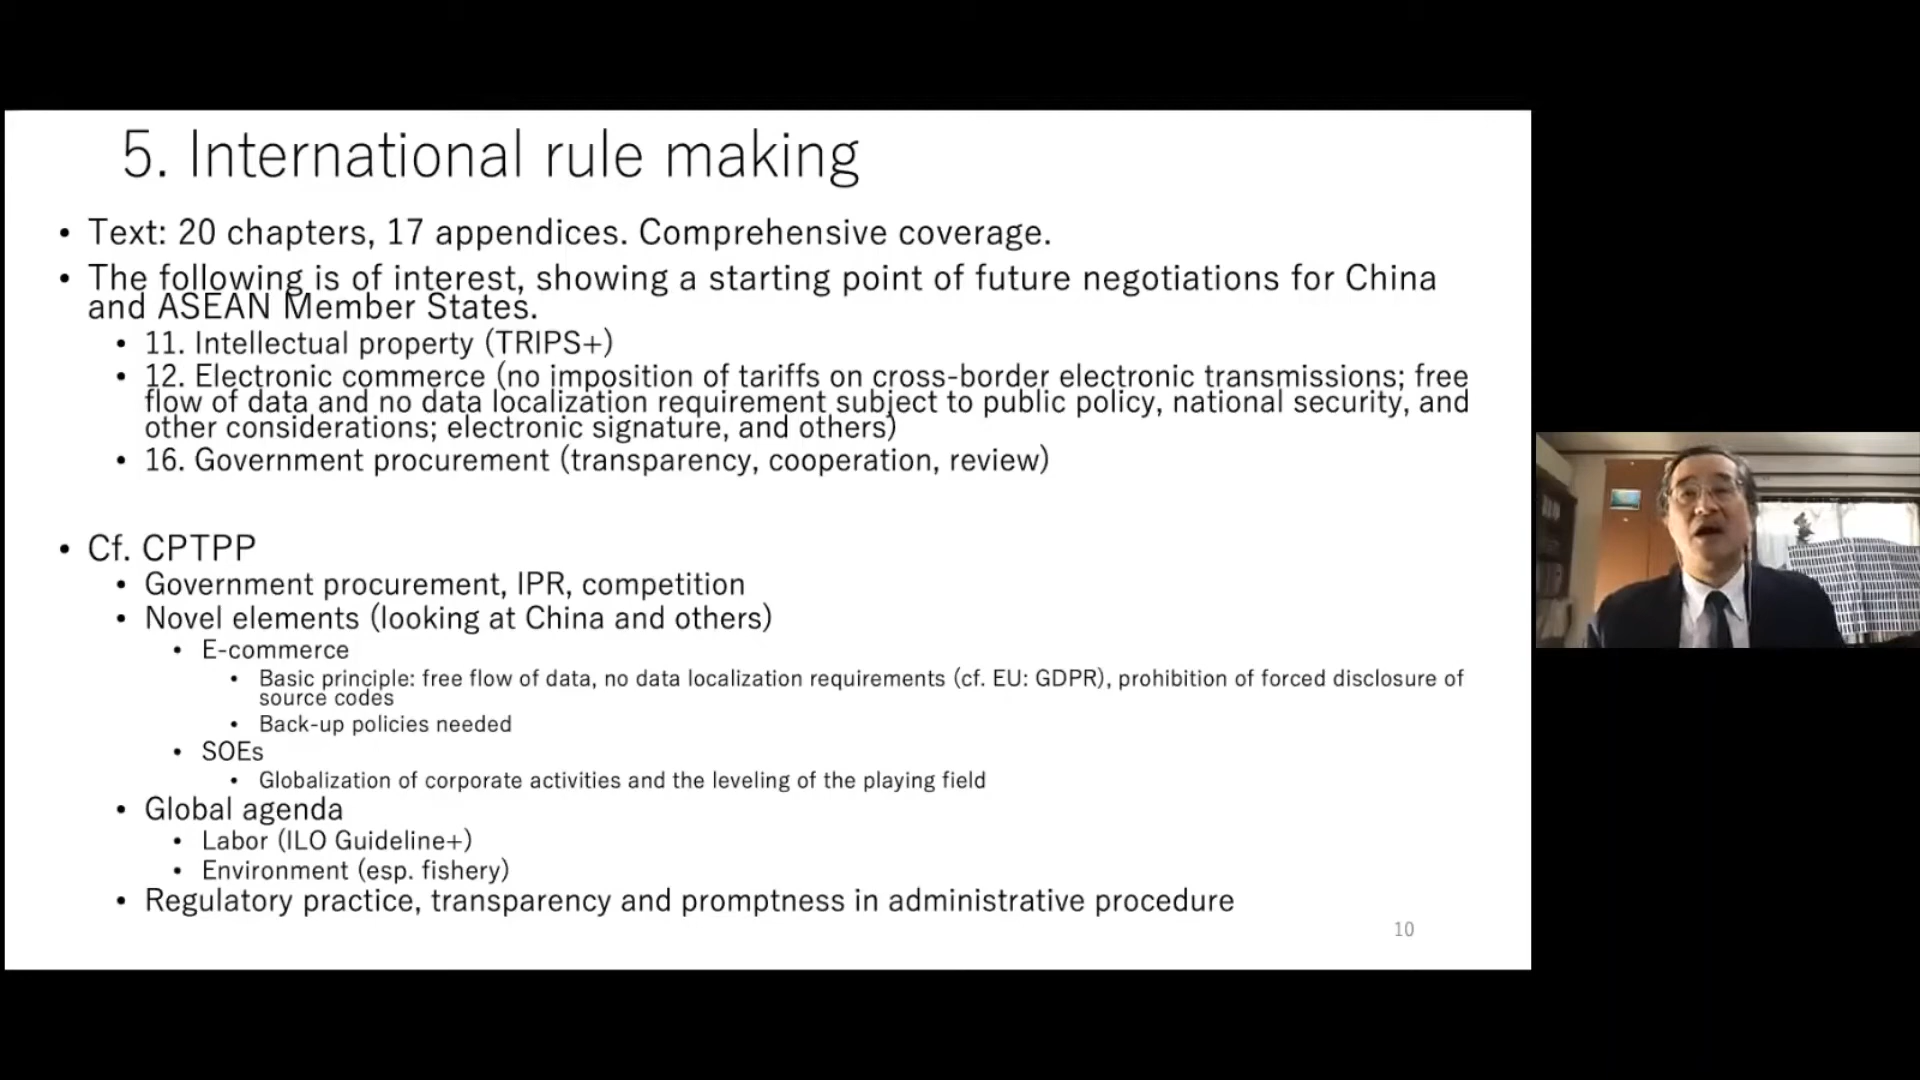 5. International rule making
• Text: 20 chapters, 17 appendices. Comprehensive coverage.
• The following is of interest, showing a starting point of future negotiations for China
and ASEAN Member States.
• 11. Intellectual property (TRIPS+)
• 12. Electronic commerce (no imposition of tariffs on cross-border electronic transmissions; free
flow of data and no data localization requirement subject to public policy, national security, and
other considerations; electronic signature, and others)
• 16. Government procurement (transparency, cooperation, review)
• Cf. CPTPP
• Government procurement, IPR, competition
• Novel elements (looking at China and others)
• E-commerce
• Basic principle: free flow of data, no data localization requirements (cf. EU: GDPR), prohibition of forced disclosure of
source codes
• Back-up policies needed
• SOEs
• Globalization of corporate activities and the leveling of the playing field
• Global agenda
• Labor (ILO Guideline+)
• Environment (esp. fishery)
• Regulatory practice, transparency and promptness in administrative procedure
10